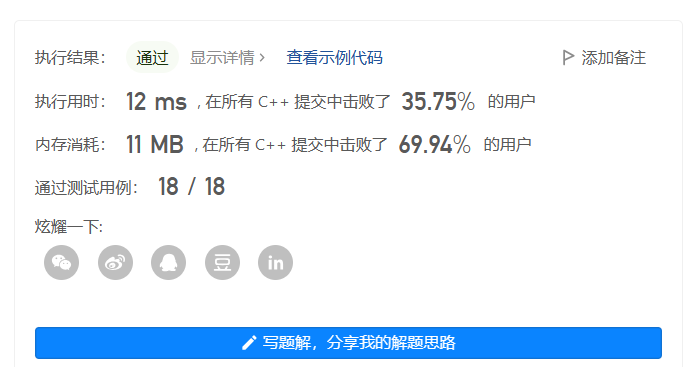 执行结果： 通过 显示详情 > 查看示例代码 添加备注
执行用时： 12 ms , 在所有 C++ 提交中击败了 35.75% 的用户
内存消耗： 11 MB , 在所有 C++ 提交中击败了 69.94% 的用户
通过测试用例： 18 / 18
炫耀一下:
豆 in
写题解，分享我的解题思路